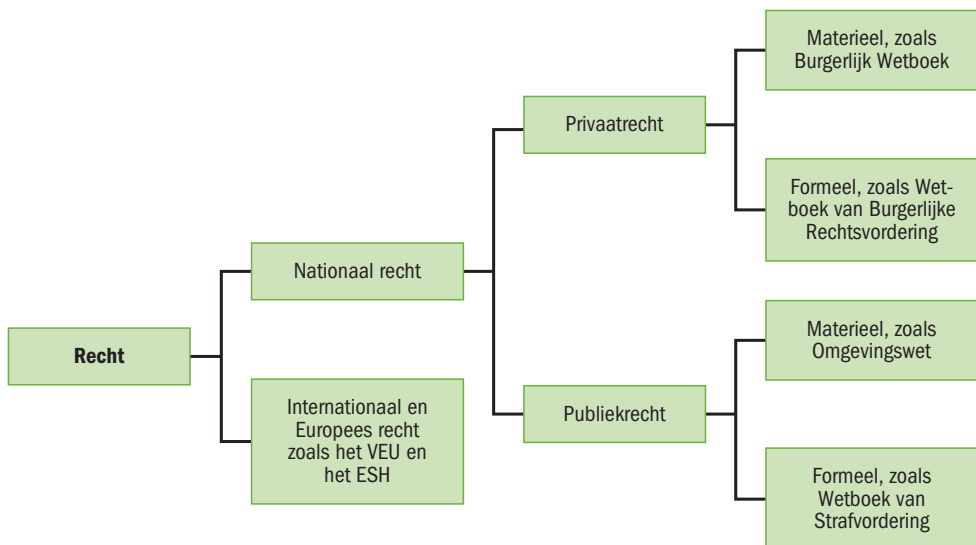 Recht
Nationaal recht
Internationaal en
Europees recht
zoals het VEU en
het ESH
Privaatrecht
Publiekrecht
Materieel, zoals
Burgerlijk Wetboek
Formeel, zoals Wet-
boek van Burgerlijke
Rechtsvordering
Materieel, zoals
Omgevingswet
Formeel, zoals
Wetboek van
Strafvordering